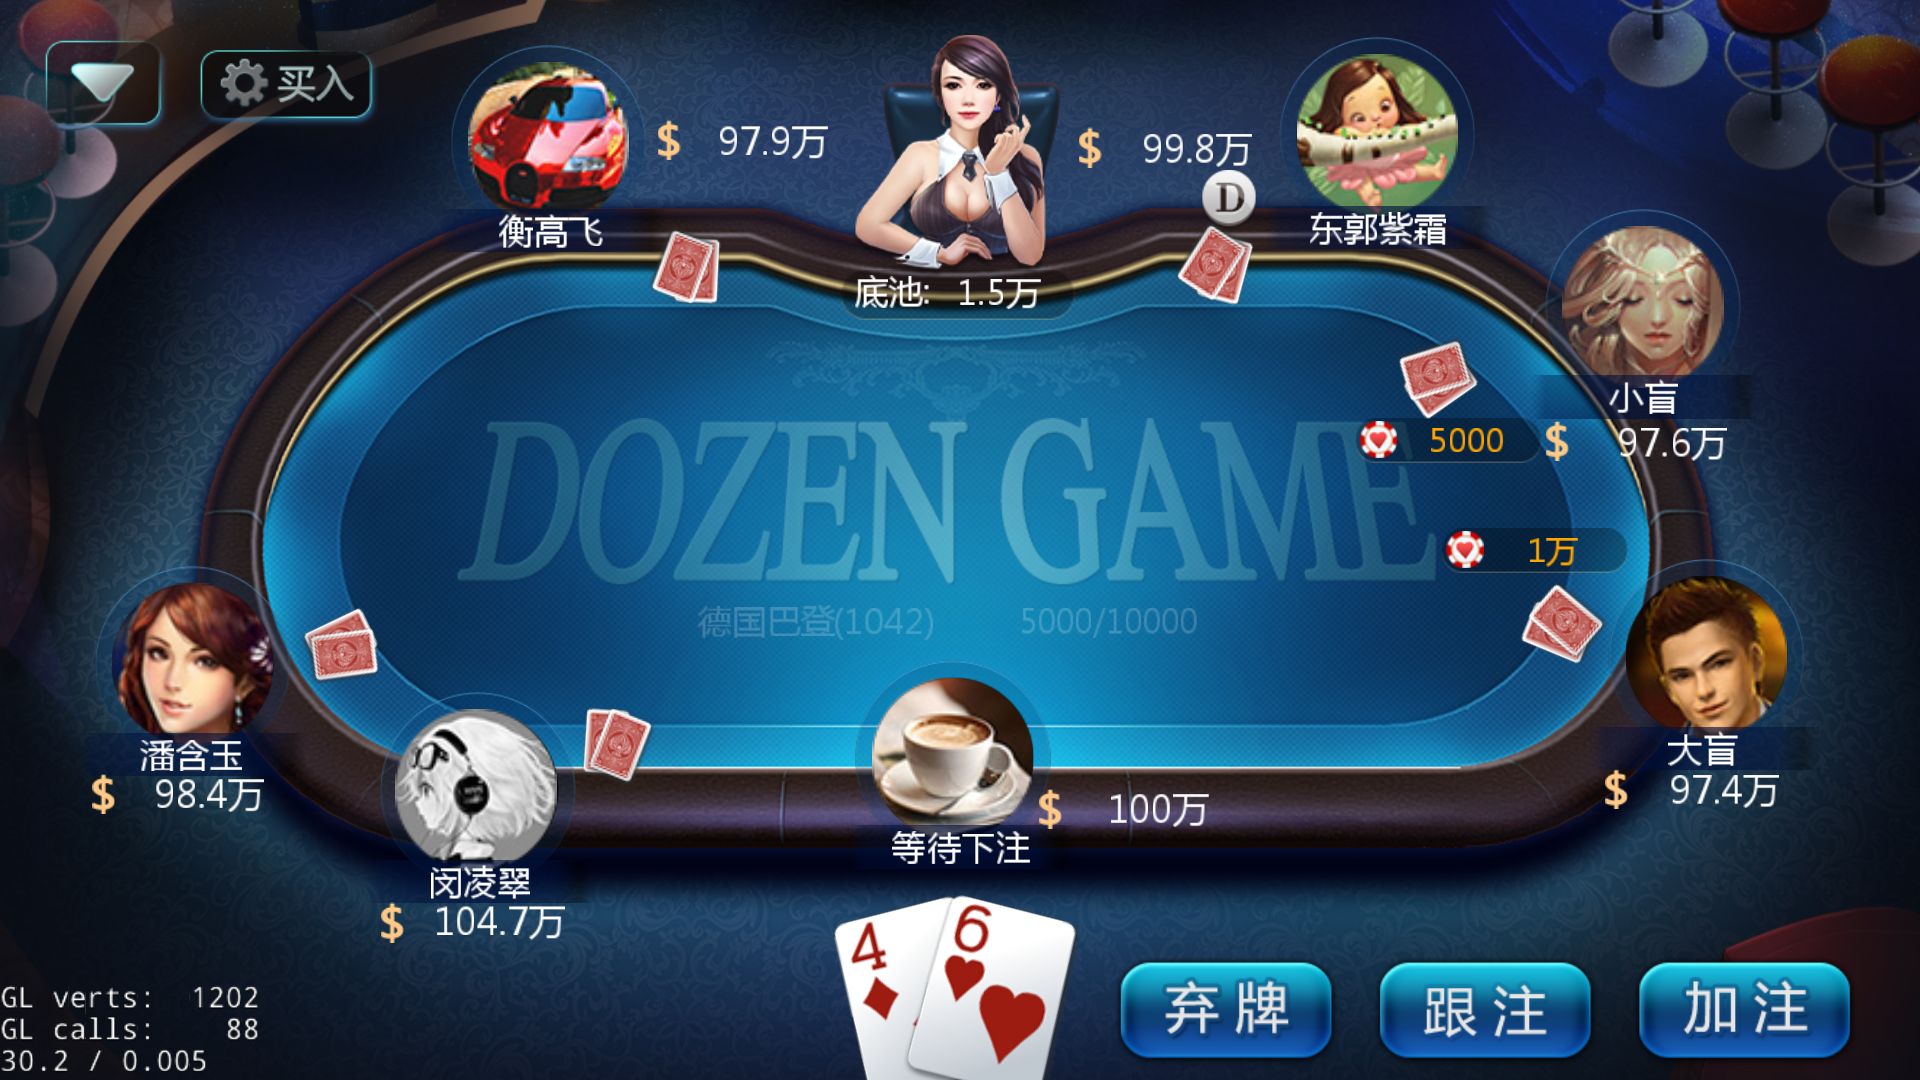 买入
$ 97.9万
$ 99.8万
D
衡高飞
东郭紫霜
底池: 1.5万
小盲
5000
$ 97.6万
DOZEN GAME
1万
德国巴登(1042) 5000/10000
潘含玉
$ 98.4万
大盲
$ 97.4万
$ 100万
等待下注
闵凌翠
$ 104.7万
4
6
弃牌
跟注
加注
GL verts: 1202
GL calls: 88
30.2 / 0.005